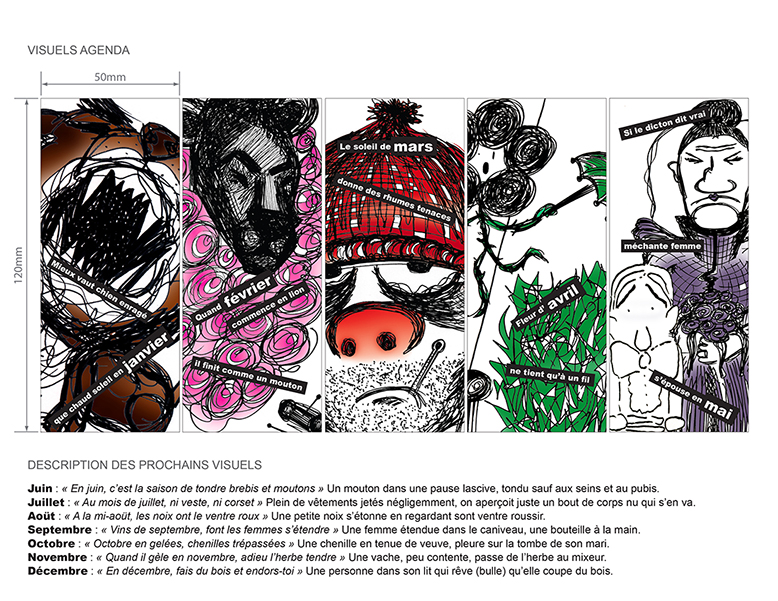 VISUELS AGENDA
50mm
120mm
Mieux vaut chien enragé
que chaud soleil en janvier
Quand février
commence en lion
il finit comme un mouton
Le soleil de mars
donne des rhumes tenaces
Fleur d' avril
ne tient qu'à un fil
Si le dicton dit vrai
méchante femme
s'épouse en mai
DESCRIPTION DES PROCHAINS VISUELS
Juin : « En juin, c'est la saison de tondre brebis et moutons » Un mouton dans une pause lascive, tondu sauf aux seins et au pubis.
Juillet : « Au mois de juillet, ni veste, ni corset » Plein de vêtements jetés négligemment, on aperçoit juste un bout de corps nu qui s'en va.
Août : « A la mi-août, les noix ont le ventre roux » Une petite noix s'étonne en regardant sont ventre roussir.
Septembre : « Vins de septembre, font les femmes s'étendre » Une femme étendue dans le caniveau, une bouteille à la main.
Octobre : « Octobre en gelées, chenilles trépassées » Une chenille en tenue de veuve, pleure sur la tombe de son mari.
Novembre : « Quand il gèle en novembre, adieu l'herbe tendre » Une vache, peu contente, passe de l'herbe au mixeur.
Décembre : « En décembre, fais du bois et endors-toi » Une personne dans son lit qui rêve (bulle) qu'elle coupe du bois.